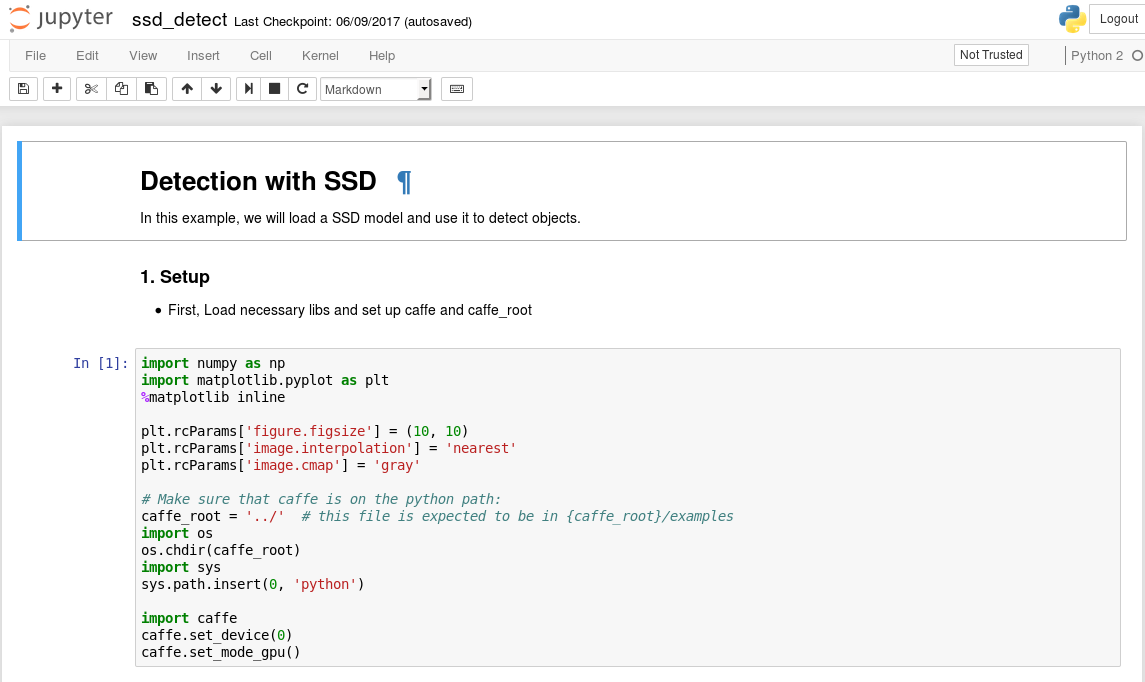 jupyter ssd_detect Last Checkpoint: 06/09/2017 (autosaved) Logout
File Edit View Insert Cell Kernel Help Not Trusted Python 2
Markdown
Detection with SSD ¶
In this example, we will load a SSD model and use it to detect objects.
1. Setup
• First, Load necessary libs and set up caffe and caffe_root
In [1]: import numpy as np
import matplotlib.pyplot as plt
%matplotlib inline
plt.rcParams['figure.figsize'] = (10, 10)
plt.rcParams['image.interpolation'] = 'nearest'
plt.rcParams['image.cmap'] = 'gray'
# Make sure that caffe is on the python path:
caffe_root = '../'  # this file is expected to be in {caffe_root}/examples
import os
os.chdir(caffe_root)
import sys
sys.path.insert(0, 'python')
import caffe
caffe.set_device(0)
caffe.set_mode_gpu()